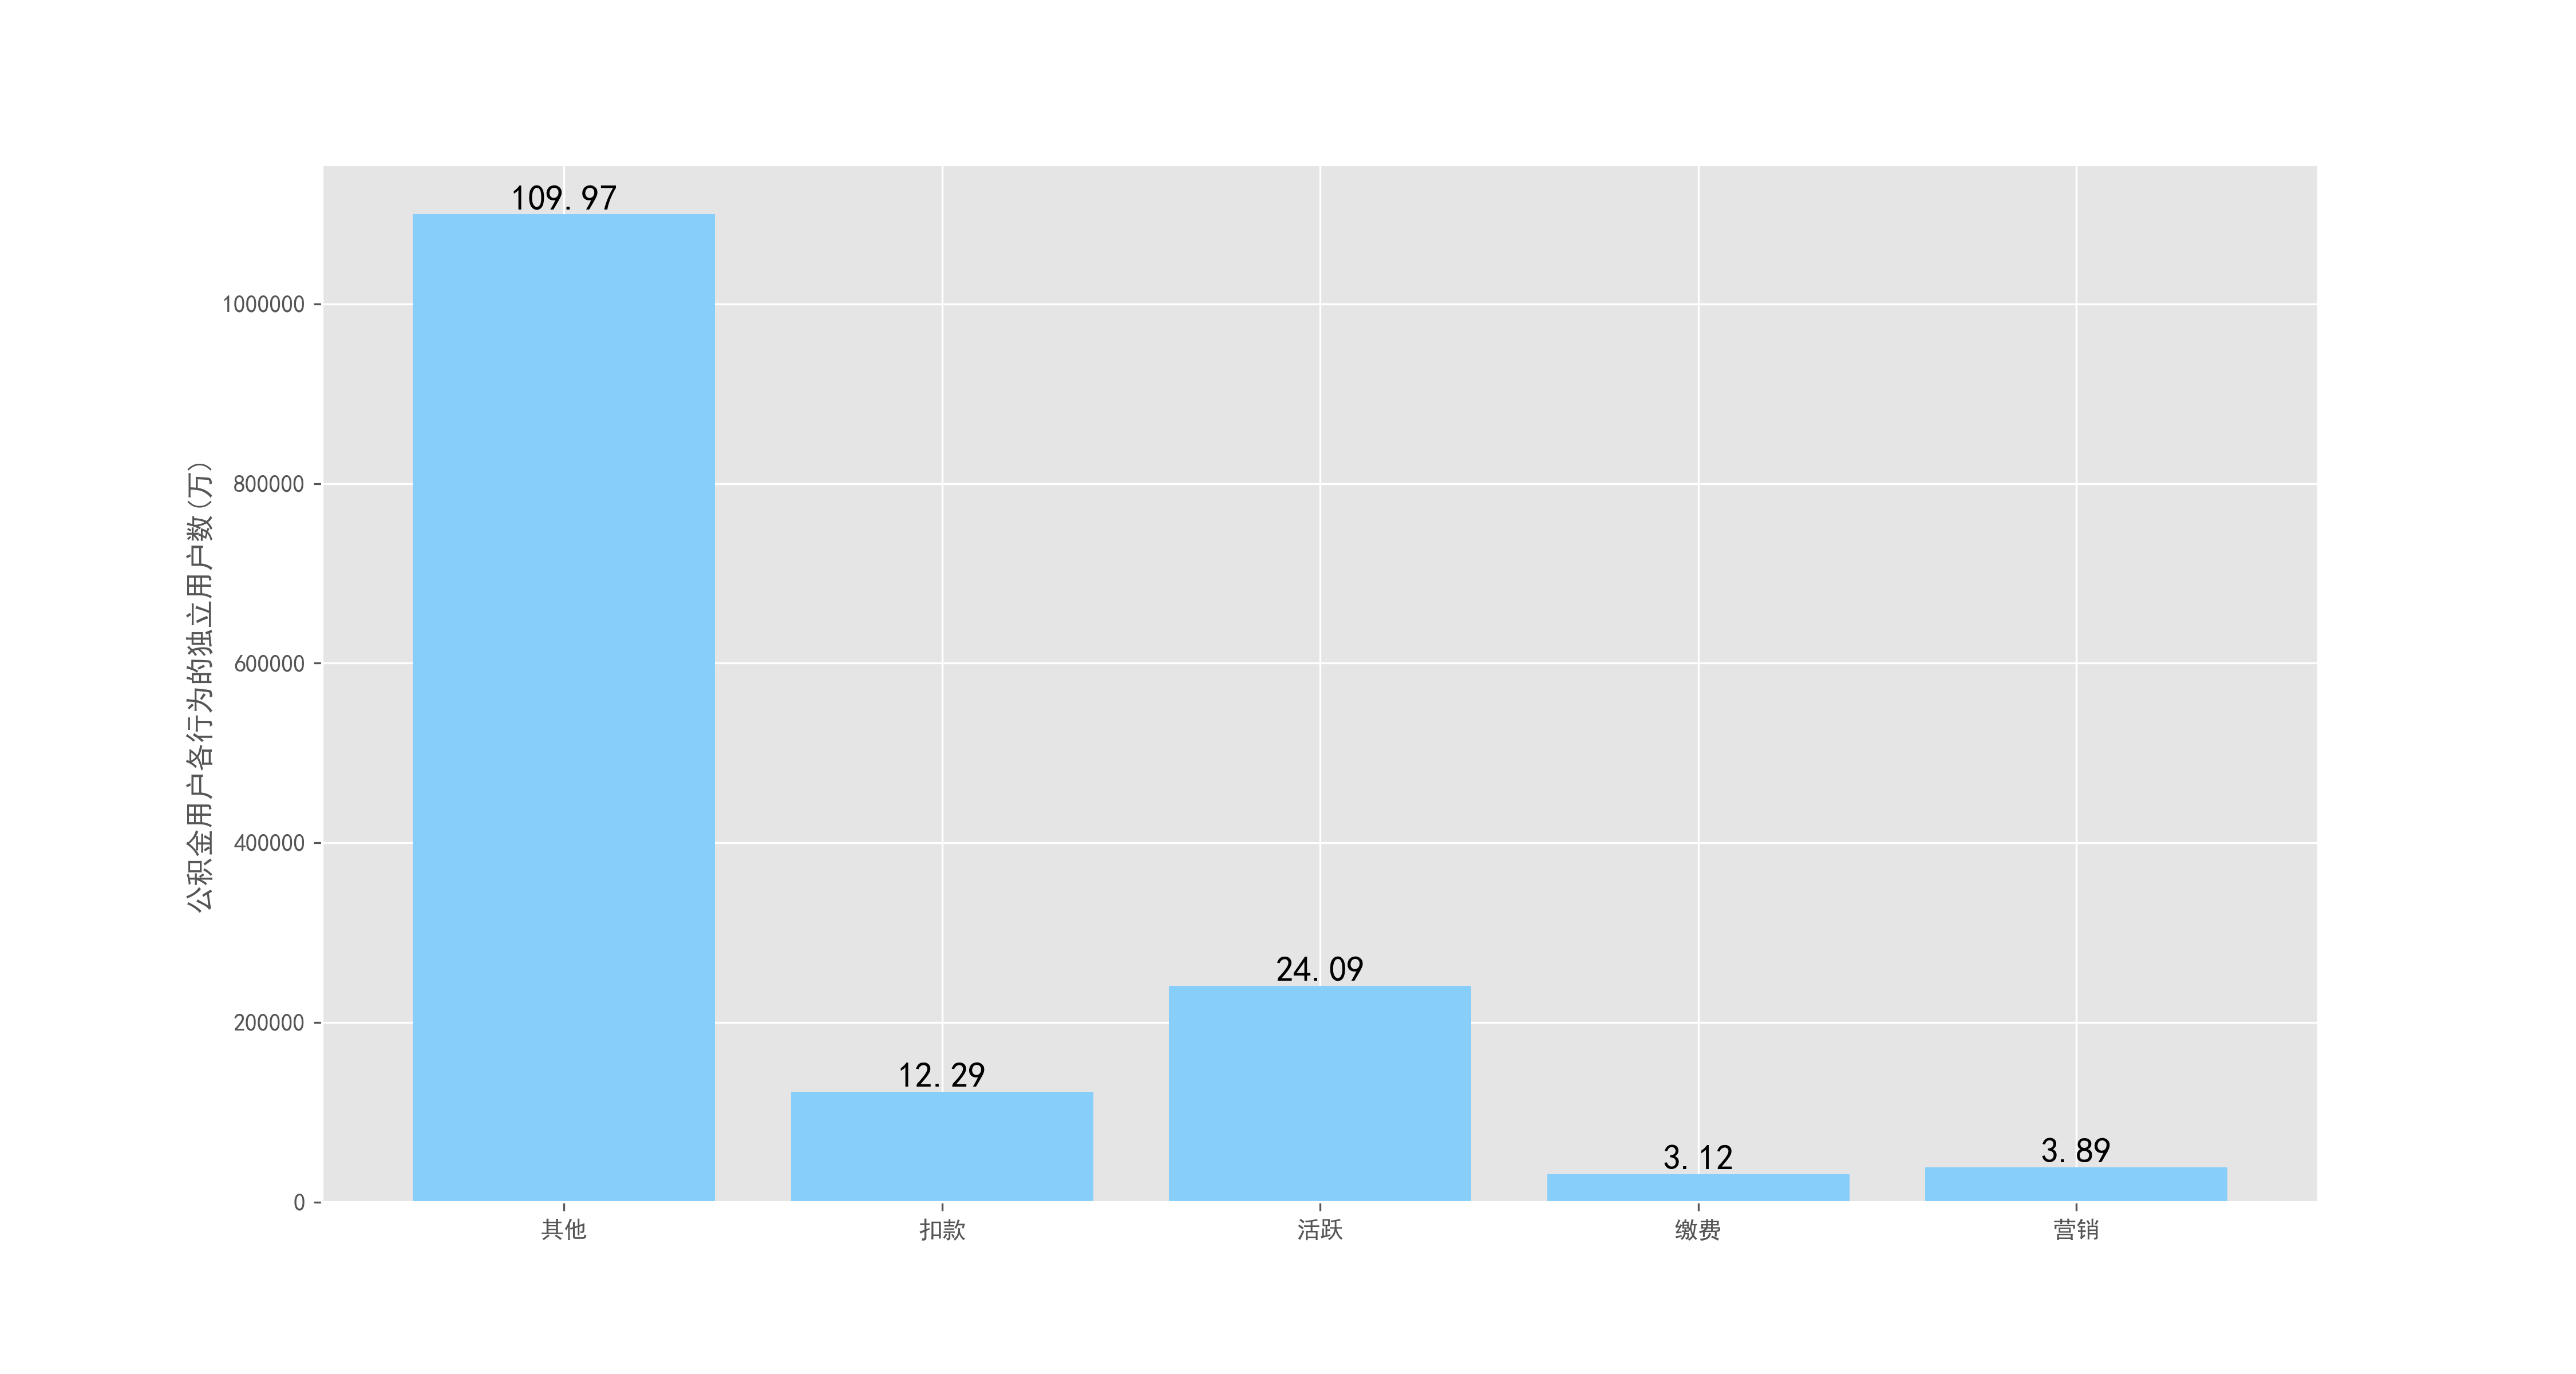 公积金用户各行为的独立用户数(万)
1000000
800000
600000
400000
200000
0
109.97
12.29
24.09
3.12
3.89
其他
扣款
活跃
缴费
营销